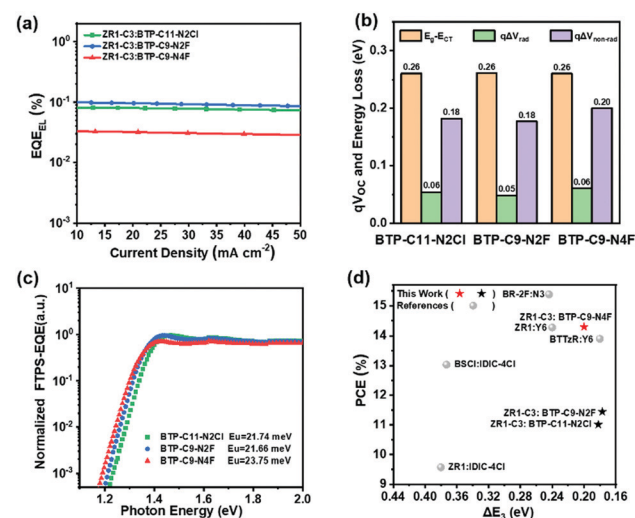 (a)
ZR1-C3:BTP-C11-N2Cl
ZR1-C3:BTP-C9-N2F
ZR1-C3:BTP-C9-N4F
EQE_EL (%)
10^0
10^-1
10^-2
10^-3
10 15 20 25 30 35 40 45 50
Current Density (mA cm^-2)
(b)
E_g-E_CT
qΔV_rad
qΔV_non-rad
qV_OC and Energy Loss (eV)
0.40
0.30
0.20
0.10
0.00
0.26 0.06 0.18
0.26 0.05 0.18
0.26 0.06 0.20
BTP-C11-N2Cl BTP-C9-N2F BTP-C9-N4F
(c)
Normalized FTPS-EQE(a.u.)
10^1
10^0
10^-1
10^-2
10^-3
BTP-C11-N2Cl Eu=21.74 meV
BTP-C9-N2F Eu=21.66 meV
BTP-C9-N4F Eu=23.75 meV
1.2 1.4 1.6 1.8 2.0
Photon Energy (eV)
(d)
This Work ( ★ ★ )
References ( )
PCE (%)
15
14
13
12
11
10
9
BR-2F:N3
ZR1-C3: BTP-C9-N4F
ZR1:Y6
BTTzR:Y6
BSCl:IDIC-4Cl
ZR1-C3: BTP-C9-N2F
ZR1-C3: BTP-C11-N2Cl
ZR1:IDIC-4Cl
0.44 0.40 0.36 0.32 0.28 0.24 0.20 0.16
ΔE_3 (eV)